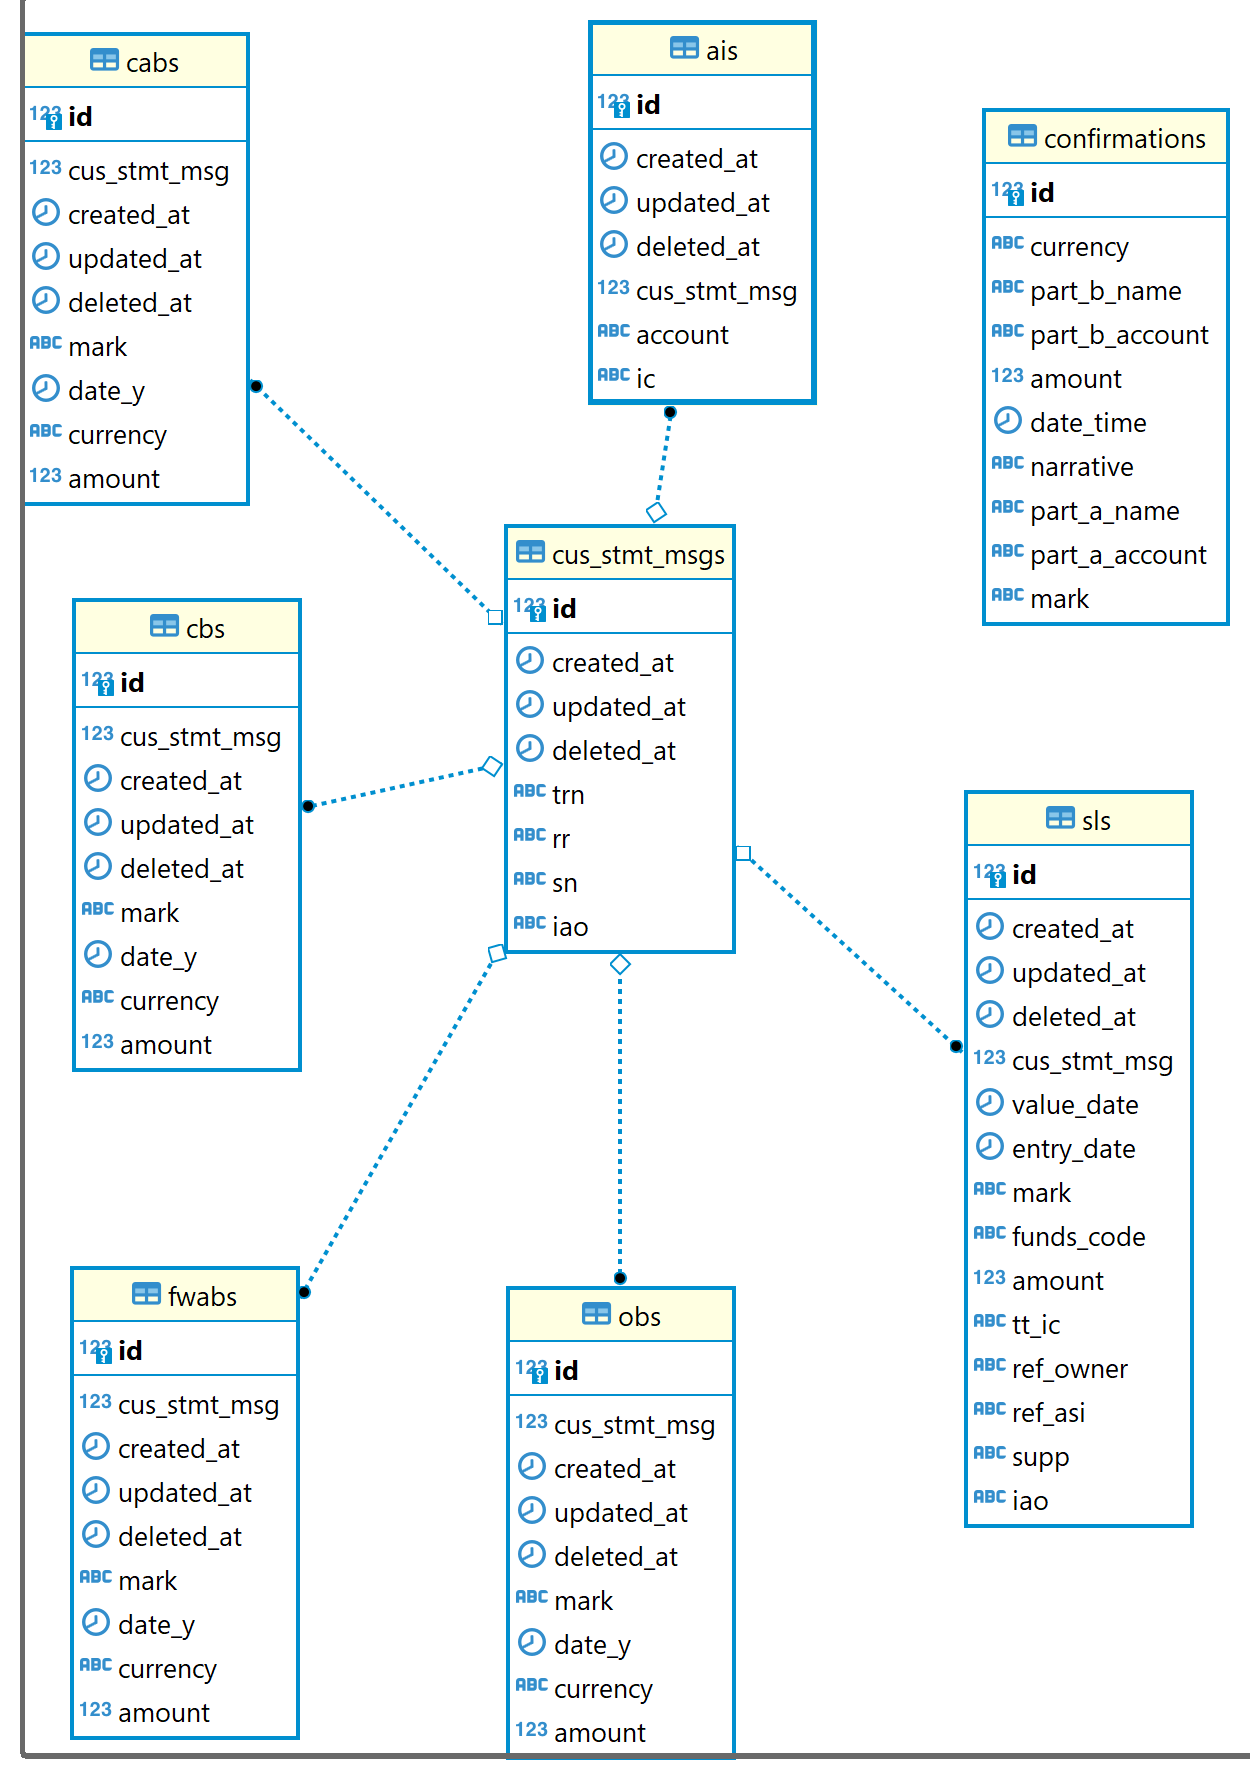 cabs
123 id
123 cus_stmt_msg
created_at
updated_at
deleted_at
ABC mark
date_y
ABC currency
123 amount
ais
123 id
created_at
updated_at
deleted_at
123 cus_stmt_msg
ABC account
ABC ic
confirmations
123 id
ABC currency
ABC part_b_name
ABC part_b_account
123 amount
date_time
ABC narrative
ABC part_a_name
ABC part_a_account
ABC mark
cus_stmt_msgs
123 id
created_at
updated_at
deleted_at
ABC trn
ABC rr
ABC sn
ABC iao
cbs
123 id
123 cus_stmt_msg
created_at
updated_at
deleted_at
ABC mark
date_y
ABC currency
123 amount
sls
123 id
created_at
updated_at
deleted_at
123 cus_stmt_msg
value_date
entry_date
ABC mark
ABC funds_code
123 amount
ABC tt_ic
ABC ref_owner
ABC ref_asi
ABC supp
ABC iao
fwabs
123 id
123 cus_stmt_msg
created_at
updated_at
deleted_at
ABC mark
date_y
ABC currency
123 amount
obs
123 id
123 cus_stmt_msg
created_at
updated_at
deleted_at
ABC mark
date_y
ABC currency
123 amount